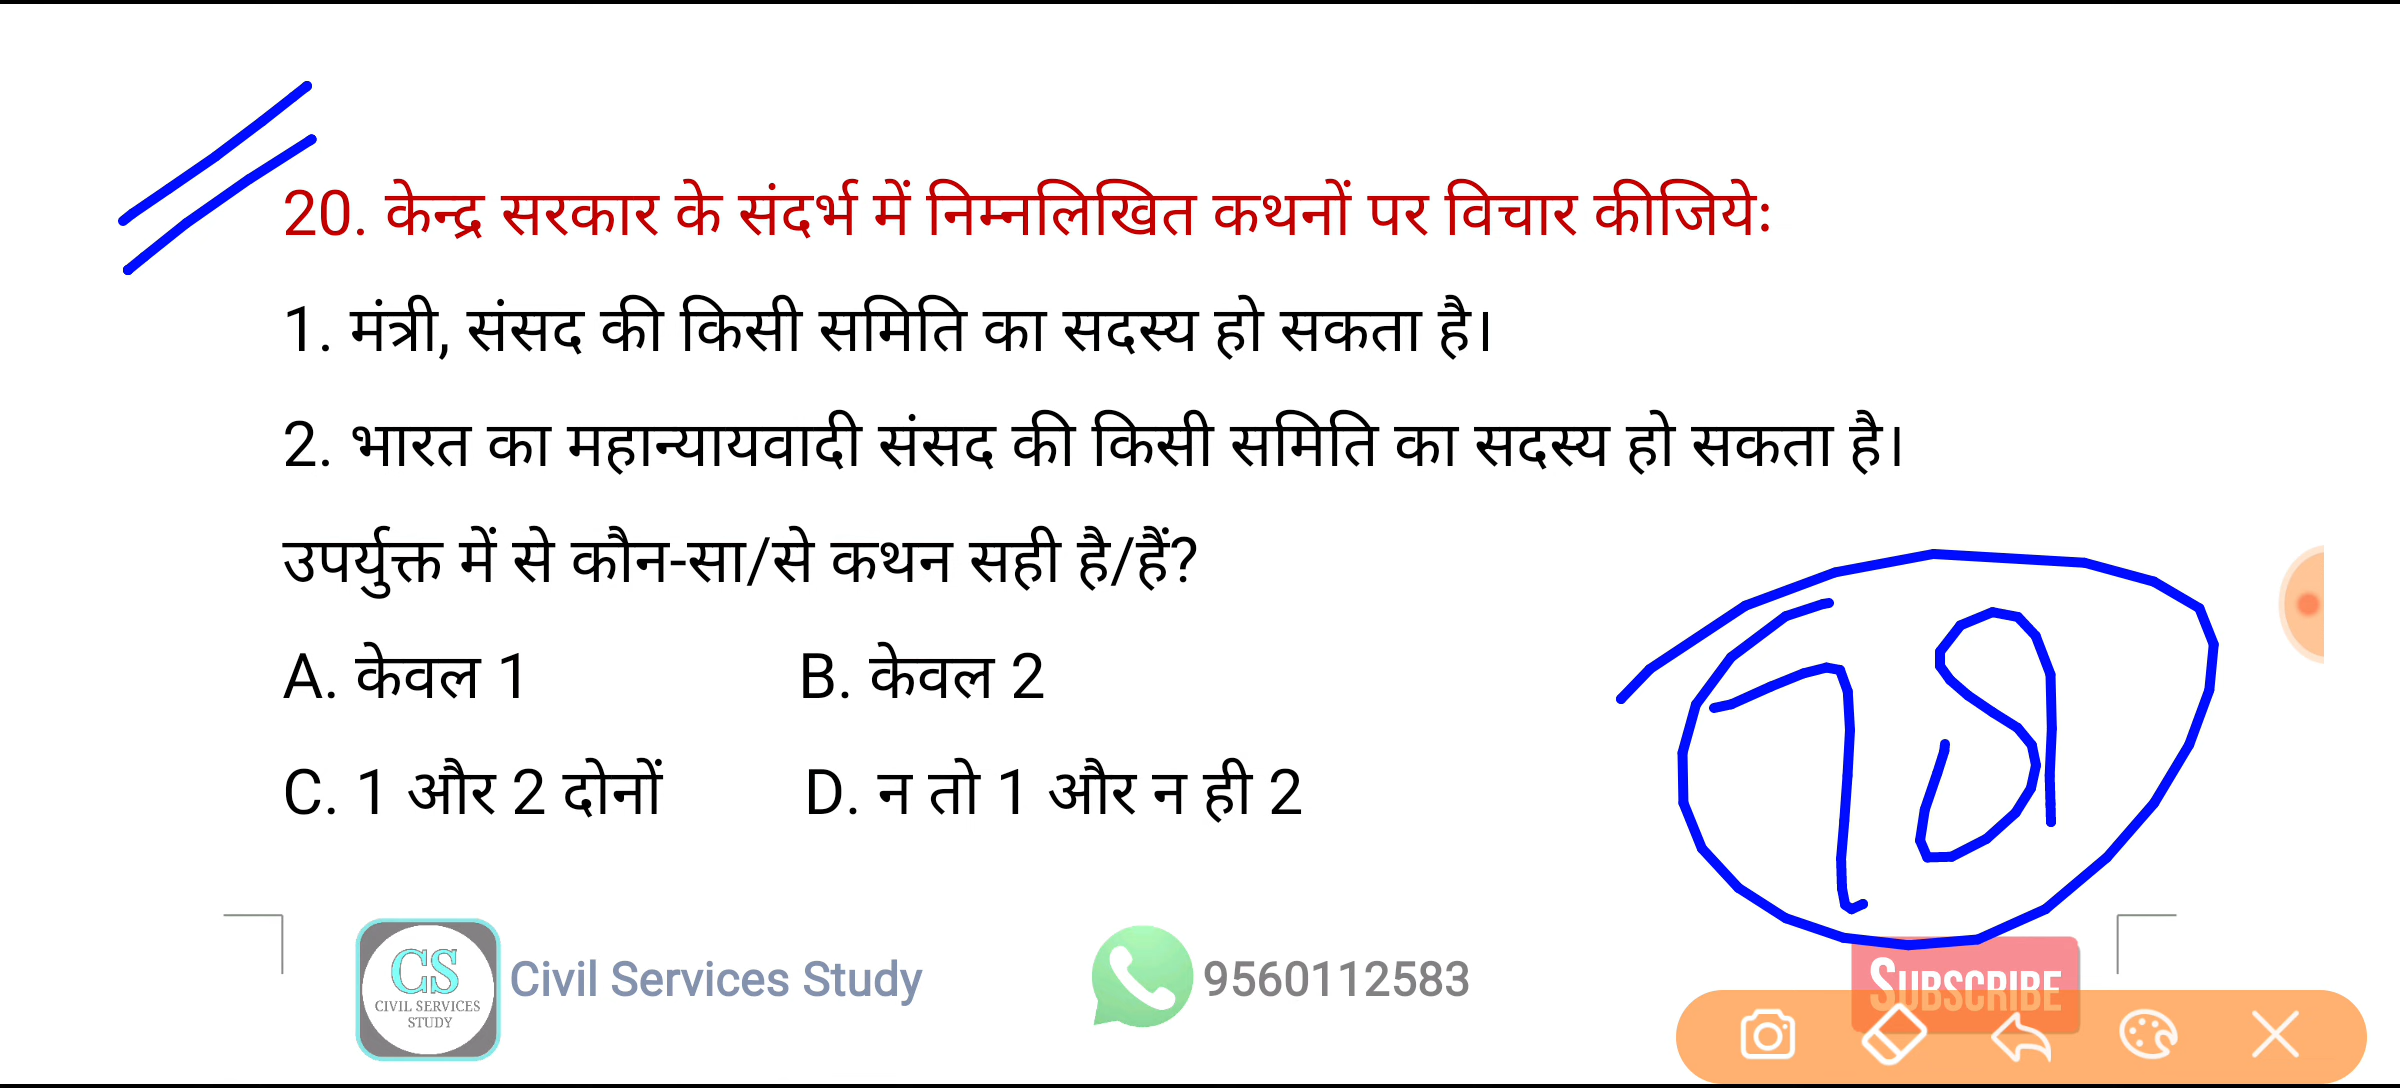 20. केन्द्र सरकार के संदर्भ में निम्नलिखित कथनों पर विचार कीजियेः
1. मंत्री, संसद की किसी समिति का सदस्य हो सकता है।
2. भारत का महान्यायवादी संसद की किसी समिति का सदस्य हो सकता है।
उपर्युक्त में से कौन-सा/से कथन सही है/हैं?
A. केवल 1 B. केवल 2
C. 1 और 2 दोनों D. न तो 1 और न ही 2
CS
CIVIL SERVICES
STUDY
Civil Services Study
9560112583
SUBSCRIBE